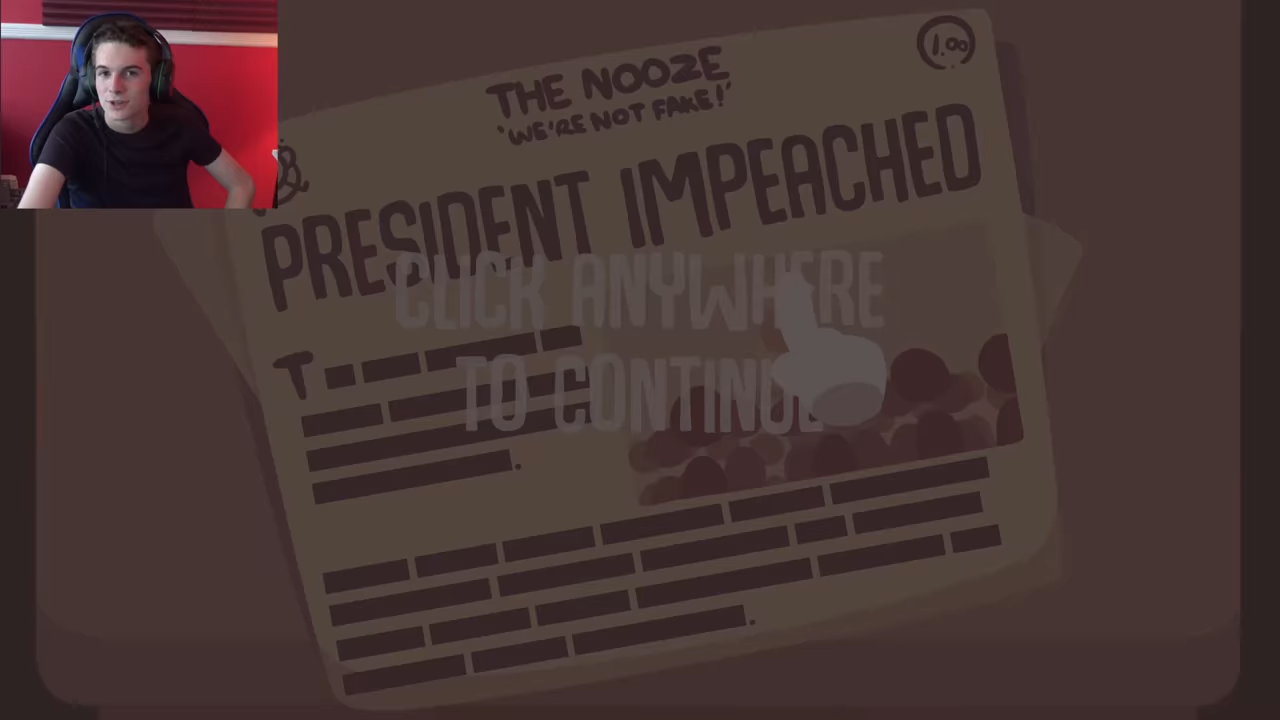 1.00
THE NOOZE
'WE'RE NOT FAKE!'
PRESIDENT IMPEACHED
CLICK ANYWHERE
TO CONTINUE
T